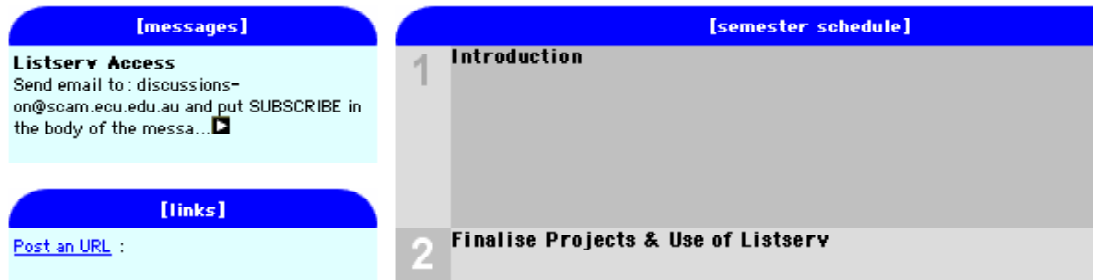 [messages]
Listserv Access
Send email to: discussions-
on@scam.ecu.edu.au and put SUBSCRIBE in
the body of the messa...
[links]
Post an URL :
[semester schedule]
1 Introduction
2 Finalise Projects & Use of Listserv